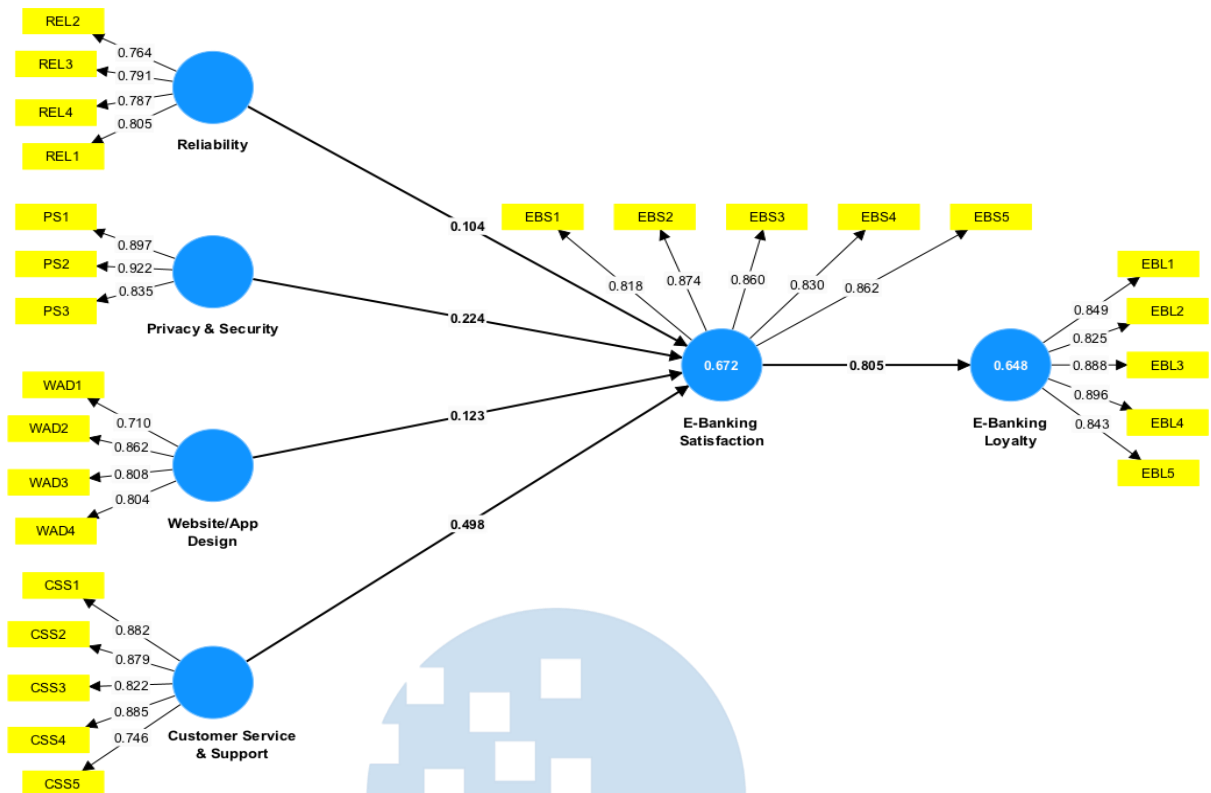 REL2
0.764
REL3
0.791
REL4
0.787
0.805
REL1
Reliability
PS1
0.897
PS2
0.922
0.835
PS3
Privacy & Security
WAD1
0.710
WAD2
0.862
0.808
WAD3
0.804
WAD4
Website/App
Design
CSS1
0.882
CSS2
0.879
0.822
CSS3
0.885
CSS4
0.746
CSS5
Customer Service
& Support
0.104
0.224
0.123
0.498
EBS1 EBS2 EBS3 EBS4 EBS5
0.818 0.874 0.860 0.830 0.862
0.672
E-Banking
Satisfaction
0.805
0.648
E-Banking
Loyalty
EBL1
0.849
EBL2
0.825
0.888
EBL3
0.896
EBL4
0.843
EBL5